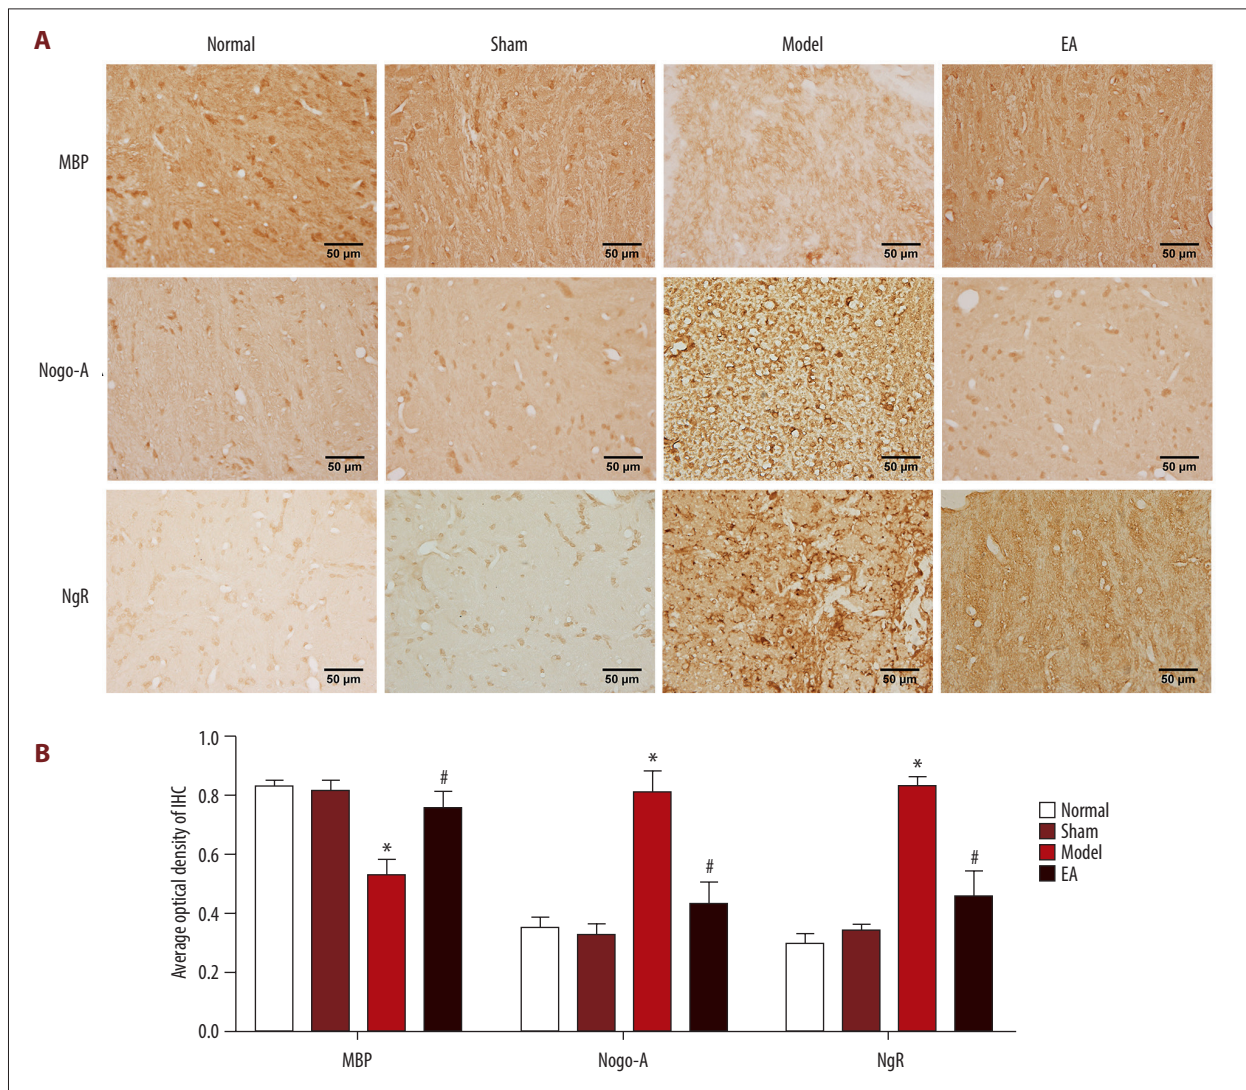 A
Normal Sham Model EA
MBP
50 µm 50 µm 50 µm 50 µm
Nogo-A
50 µm 50 µm 50 µm 50 µm
NgR
50 µm 50 µm 50 µm 50 µm
B
Average optical density of IHC
1.0
0.8
0.6
0.4
0.2
0.0
* #
* #
* #
MBP Nogo-A NgR
Normal
Sham
Model
EA